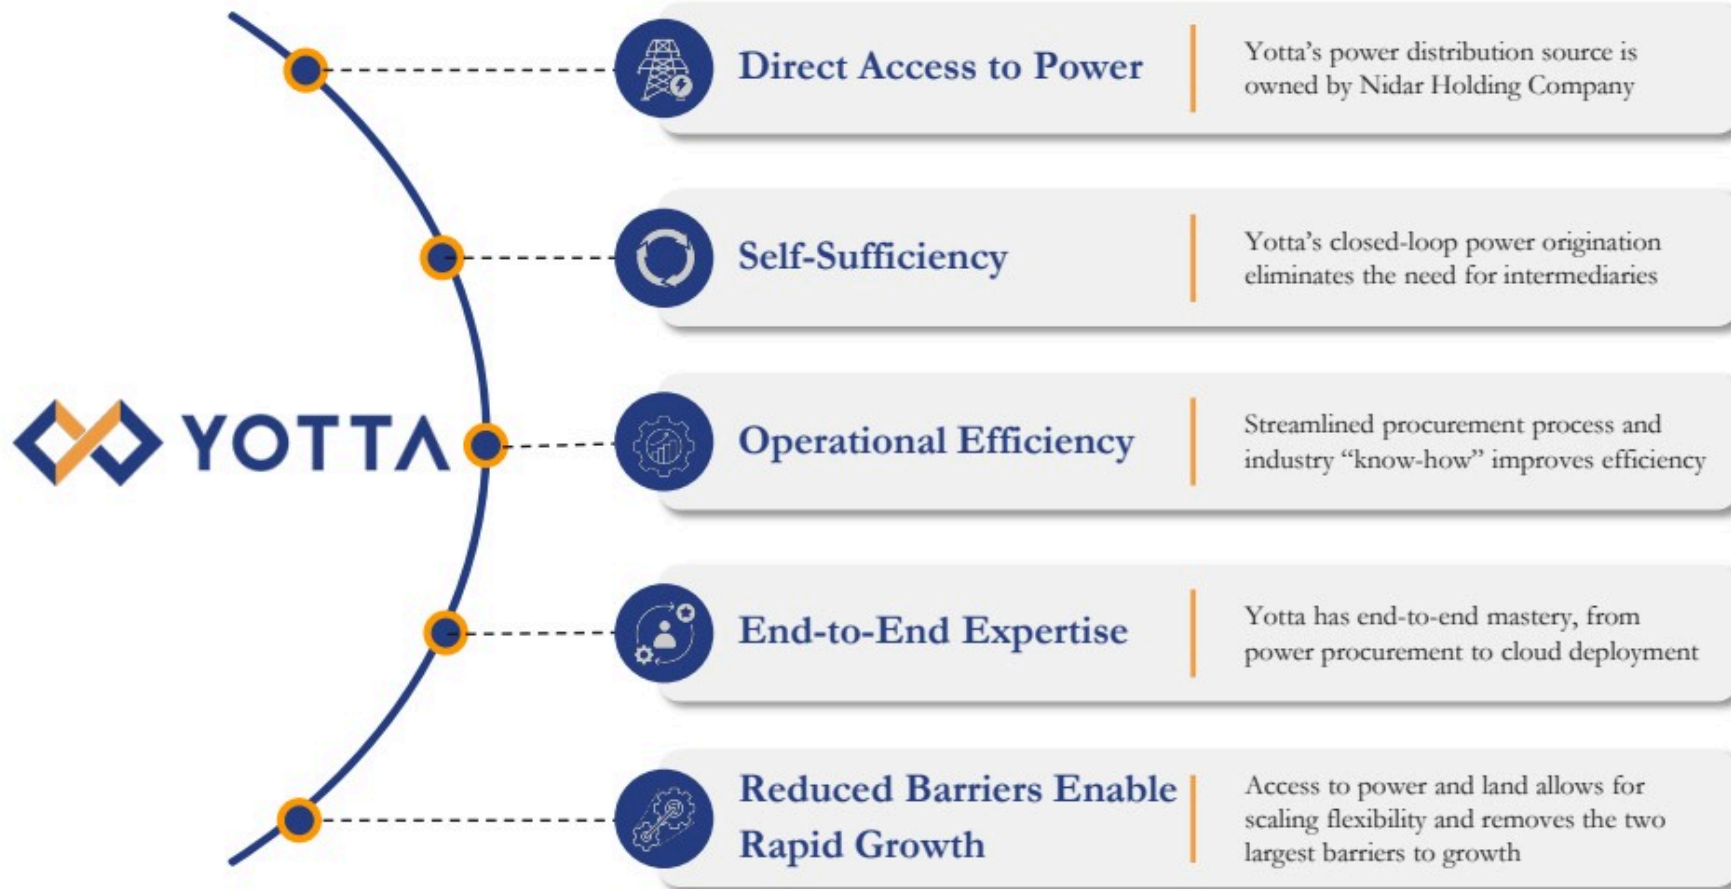 Direct Access to Power
Yotta’s power distribution source is
owned by Nidar Holding Company
Self-Sufficiency
Yotta’s closed-loop power origination
eliminates the need for intermediaries
YOTTA
Operational Efficiency
Streamlined procurement process and
industry “know-how” improves efficiency
End-to-End Expertise
Yotta has end-to-end mastery, from
power procurement to cloud deployment
Reduced Barriers Enable
Rapid Growth
Access to power and land allows for
scaling flexibility and removes the two
largest barriers to growth